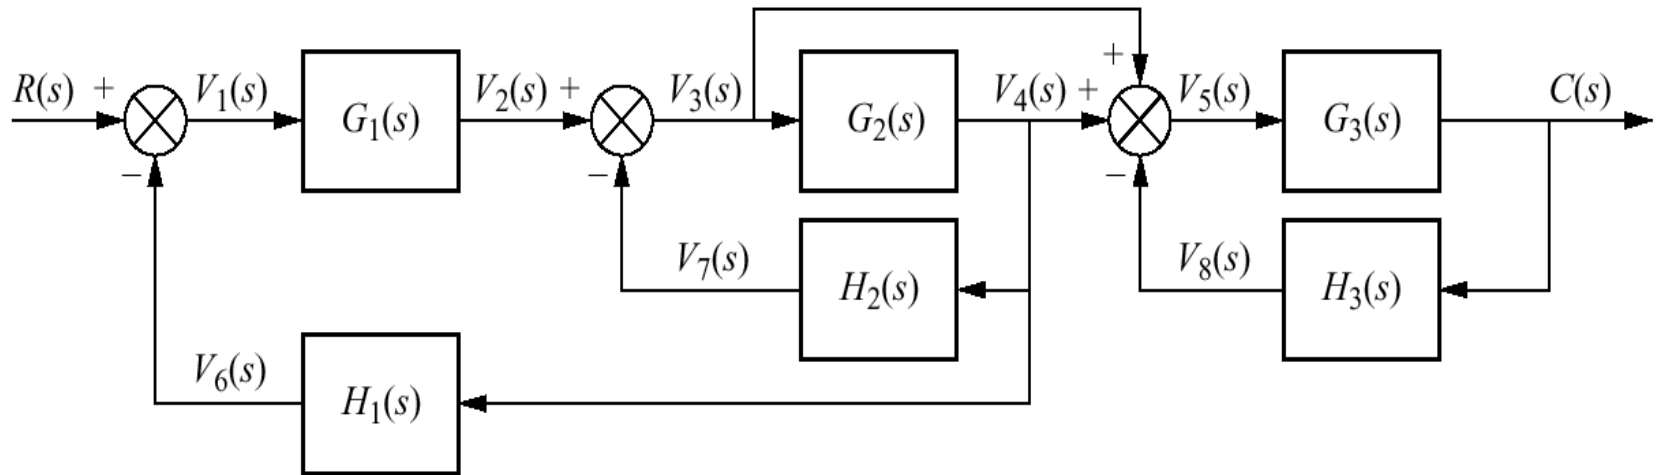 R(s) + V₁(s) G₁(s) V₂(s) + V₃(s) G₂(s) V₄(s) + + V₅(s) G₃(s) C(s)
− − −
V₇(s) H₂(s) V₈(s) H₃(s)
V₆(s) H₁(s)